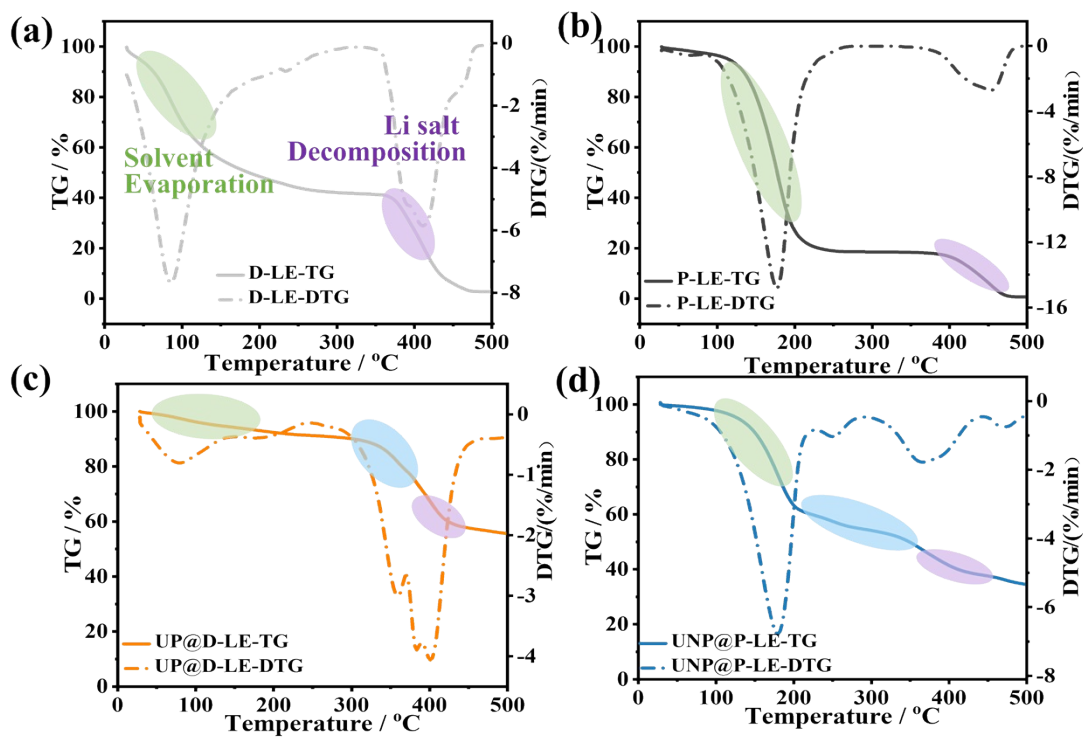 (a)
100
80
60
40
20
0
TG / %
0
-2
-4
-6
-8
DTG/(%/min)
Solvent
Evaporation
Li salt
Decomposition
D-LE-TG
D-LE-DTG
0 100 200 300 400 500
Temperature / ºC
(b)
100
80
60
40
20
0
TG / %
0
-4
-8
-12
-16
DTG/(%/min)
P-LE-TG
P-LE-DTG
0 100 200 300 400 500
Temperature / ºC
(c)
100
80
60
40
20
0
TG / %
0
-1
-2
-3
-4
DTG/(%/min)
UP@D-LE-TG
UP@D-LE-DTG
0 100 200 300 400 500
Temperature / ºC
(d)
100
80
60
40
20
0
TG / %
0
-2
-4
-6
-8
DTG/(%/min)
UNP@P-LE-TG
UNP@P-LE-DTG
0 100 200 300 400 500
Temperature / ºC